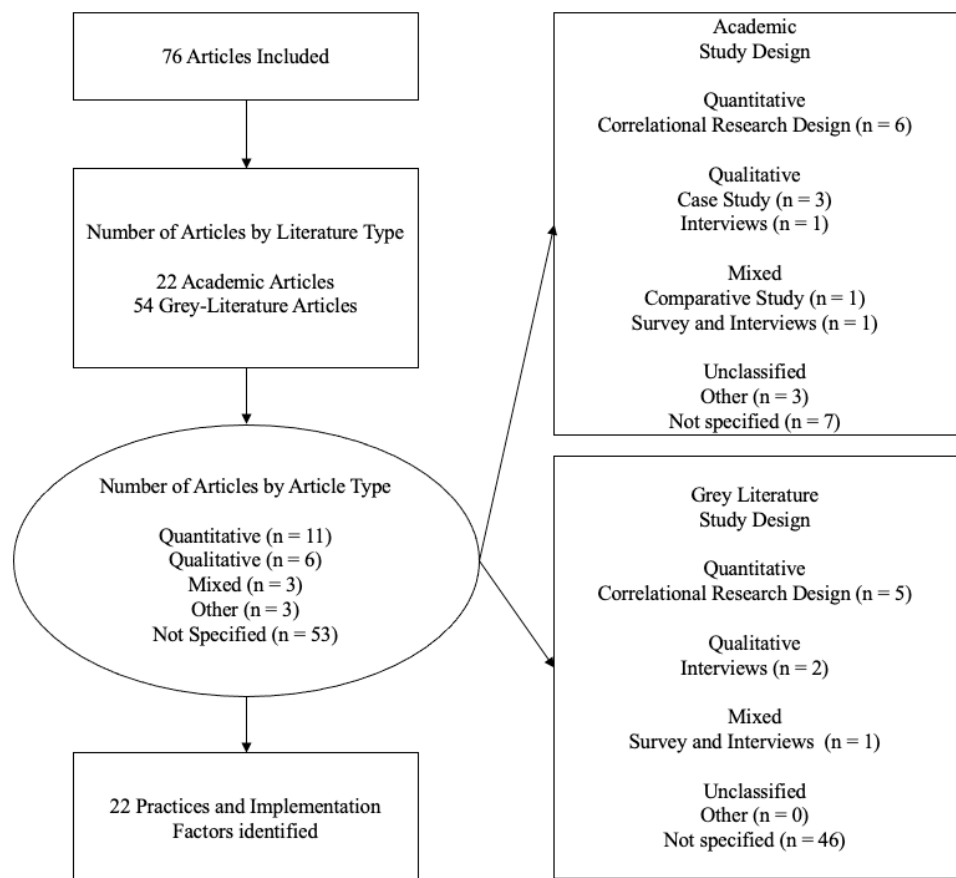 76 Articles Included
Number of Articles by Literature Type
22 Academic Articles
54 Grey-Literature Articles
Number of Articles by Article Type
Quantitative (n = 11)
Qualitative (n = 6)
Mixed (n = 3)
Other (n = 3)
Not Specified (n = 53)
22 Practices and Implementation
Factors identified
Academic
Study Design
Quantitative
Correlational Research Design (n = 6)
Qualitative
Case Study (n = 3)
Interviews (n = 1)
Mixed
Comparative Study (n = 1)
Survey and Interviews (n = 1)
Unclassified
Other (n = 3)
Not specified (n = 7)
Grey Literature
Study Design
Quantitative
Correlational Research Design (n = 5)
Qualitative
Interviews (n = 2)
Mixed
Survey and Interviews (n = 1)
Unclassified
Other (n = 0)
Not specified (n = 46)